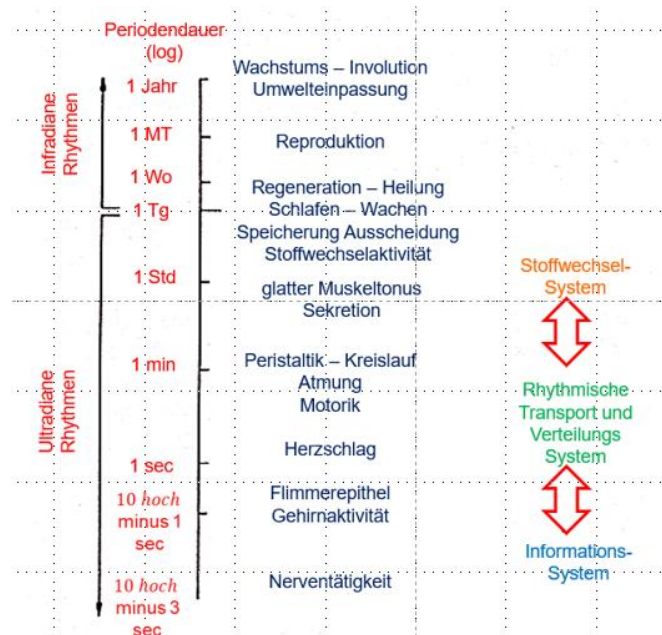 Periodendauer
(log)
Infradiane
Rhythmen
Ultradiane
Rhythmen
1 Jahr
1 MT
1 Wo
1 Tg
1 Std
1 min
1 sec
10 hoch
minus 1
sec
10 hoch
minus 3
sec
Wachstums – Involution
Umwelteinpassung
Reproduktion
Regeneration – Heilung
Schlafen – Wachen
Speicherung Ausscheidung
Stoffwechselaktivität
glatter Muskeltonus
Sekretion
Peristaltik – Kreislauf
Atmung
Motorik
Herzschlag
Flimmerepithel
Gehirnaktivität
Nerventätigkeit
Stoffwechsel-
System
Rhythmische
Transport und
Verteilungs
System
Informations-
System